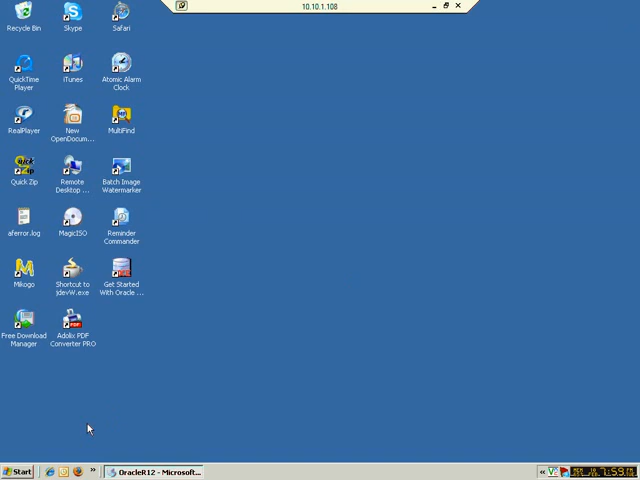 10.10.1.108
Recycle Bin
Skype
Safari
QuickTime
Player
iTunes
Atomic Alarm
Clock
RealPlayer
New
OpenDocum...
MultiFind
Quick Zip
Remote
Desktop ...
Batch Image
Watermarker
aferror.log
MagicISO
Reminder
Commander
Mikogo
Shortcut to
jdevW.exe
Get Started
With Oracle ...
Free Download
Manager
Adolix PDF
Converter PRO
Start
OracleR12 - Microsoft...